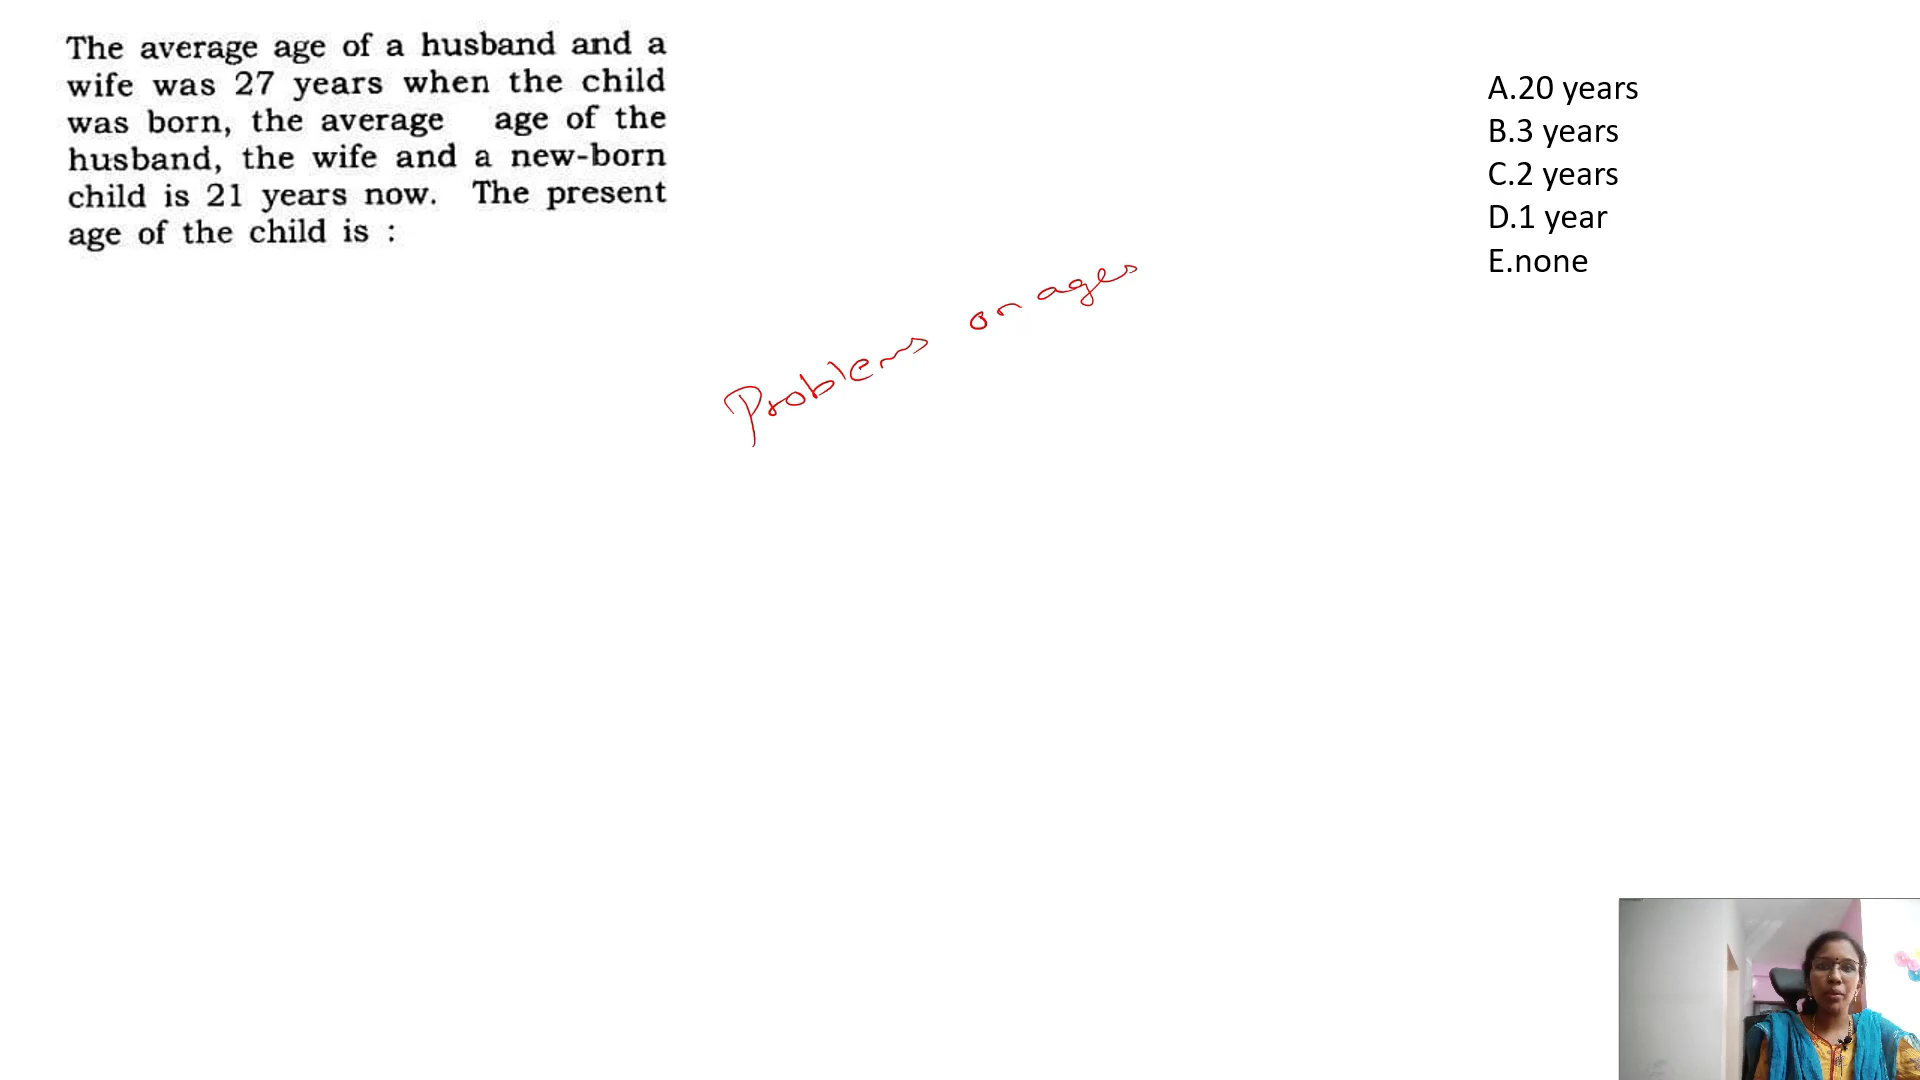 The average age of a husband and a
wife was 27 years when the child
was born, the average age of the
husband, the wife and a new-born
child is 21 years now. The present
age of the child is :
A.20 years
B.3 years
C.2 years
D.1 year
E.none
Problems on ages